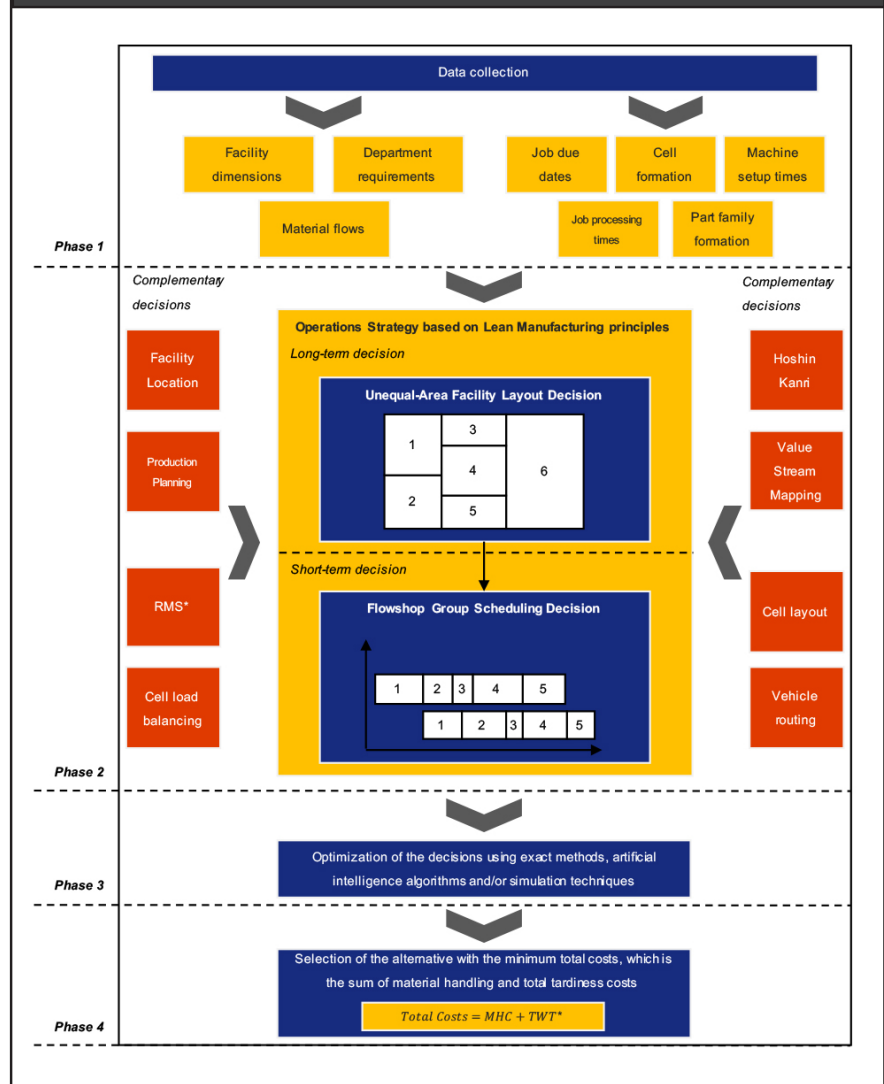 Data collection
Facility
dimensions
Department
requirements
Material flows
Job due
dates
Cell
formation
Machine
setup times
Job processing
times
Part family
formation
Phase 1
Complementary
decisions
Facility
Location
Production
Planning
RMS*
Cell load
balancing
Operations Strategy based on Lean Manufacturing principles
Long-term decision
Unequal-Area Facility Layout Decision
1
2
3
4
5
6
Short-term decision
Flowshop Group Scheduling Decision
1 2 3 4 5
1 2 3 4 5
Complementary
decisions
Hoshin
Kanri
Value
Stream
Mapping
Cell layout
Vehicle
routing
Phase 2
Optimization of the decisions using exact methods, artificial
intelligence algorithms and/or simulation techniques
Phase 3
Selection of the alternative with the minimum total costs, which is
the sum of material handling and total tardiness costs
Total Costs = MHC + TWT*
Phase 4